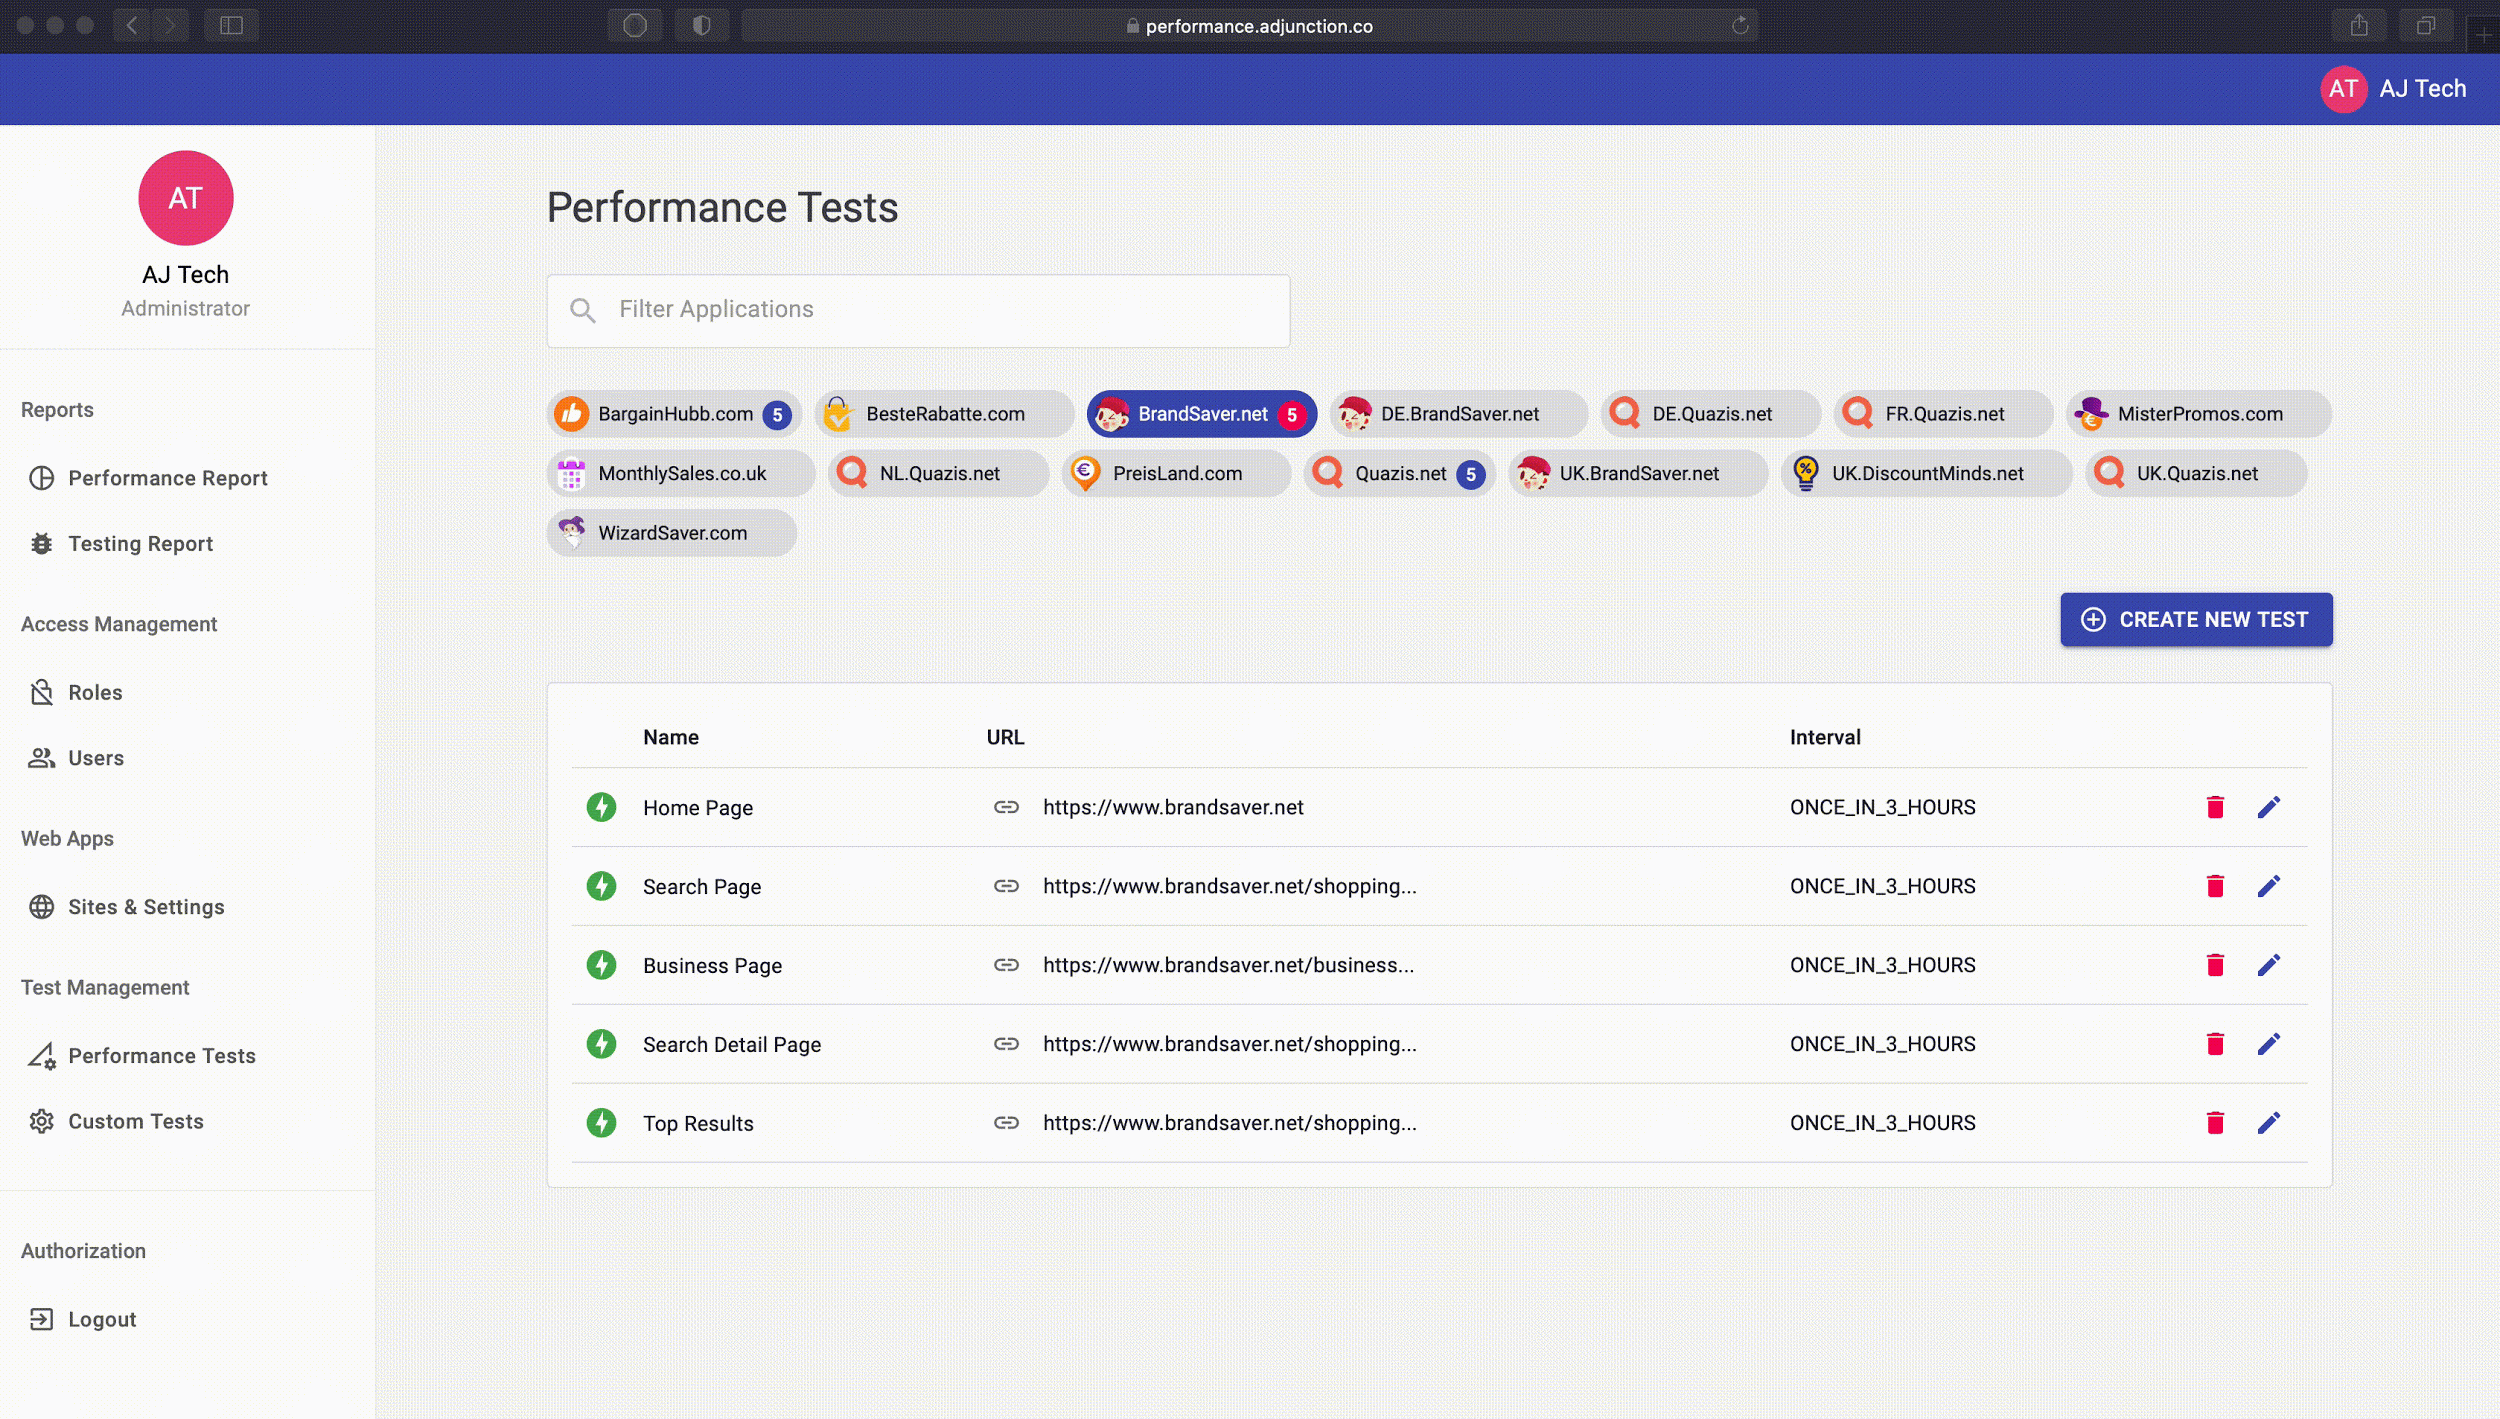 performance.adjunction.co
AT AJ Tech
AT
AJ Tech
Administrator
Reports
Performance Report
Testing Report
Access Management
Roles
Users
Web Apps
Sites & Settings
Test Management
Performance Tests
Custom Tests
Authorization
Logout
Performance Tests
Filter Applications
BargainHubb.com 5 BesteRabatte.com BrandSaver.net 5 DE.BrandSaver.net DE.Quazis.net FR.Quazis.net MisterPromos.com
MonthlySales.co.uk NL.Quazis.net PreisLand.com Quazis.net 5 UK.BrandSaver.net UK.DiscountMinds.net UK.Quazis.net
WizardSaver.com
CREATE NEW TEST
Name URL Interval
Home Page https://www.brandsaver.net ONCE_IN_3_HOURS
Search Page https://www.brandsaver.net/shopping... ONCE_IN_3_HOURS
Business Page https://www.brandsaver.net/business... ONCE_IN_3_HOURS
Search Detail Page https://www.brandsaver.net/shopping... ONCE_IN_3_HOURS
Top Results https://www.brandsaver.net/shopping... ONCE_IN_3_HOURS